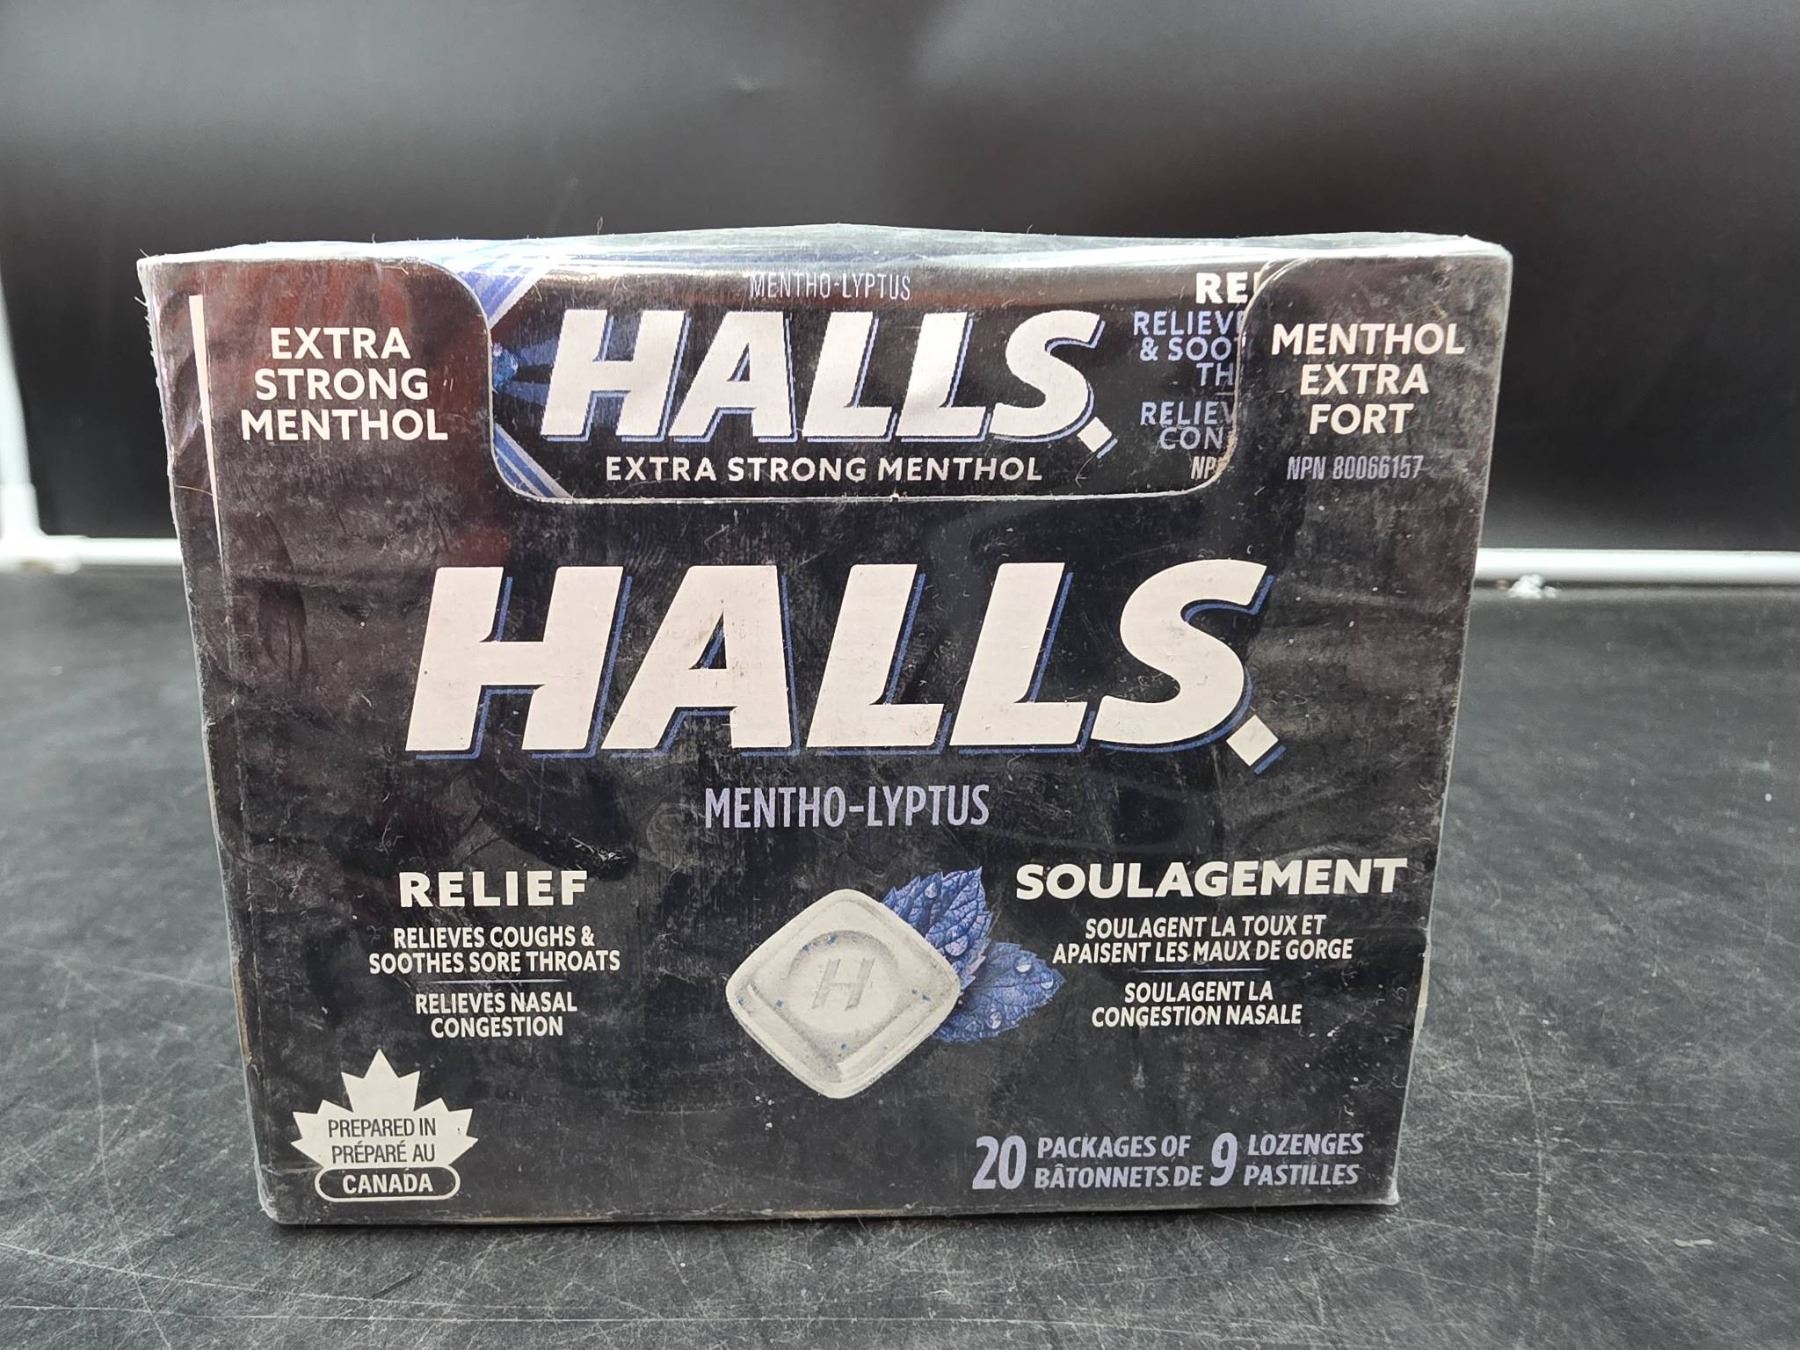 MENTHO-LYPTUS
HALLS
EXTRA STRONG MENTHOL
EXTRA
STRONG
MENTHOL
MENTHOL
EXTRA
FORT
NPN 80066157
HALLS
MENTHO-LYPTUS
RELIEF
RELIEVES COUGHS &
SOOTHES SORE THROATS
RELIEVES NASAL
CONGESTION
H
SOULAGEMENT
SOULAGENT LA TOUX ET
APAISENT LES MAUX DE GORGE
SOULAGENT LA
CONGESTION NASALE
PREPARED IN
PRÉPARÉ AU
CANADA
20 PACKAGES OF 9 LOZENGES
BÂTONNETS DE PASTILLES